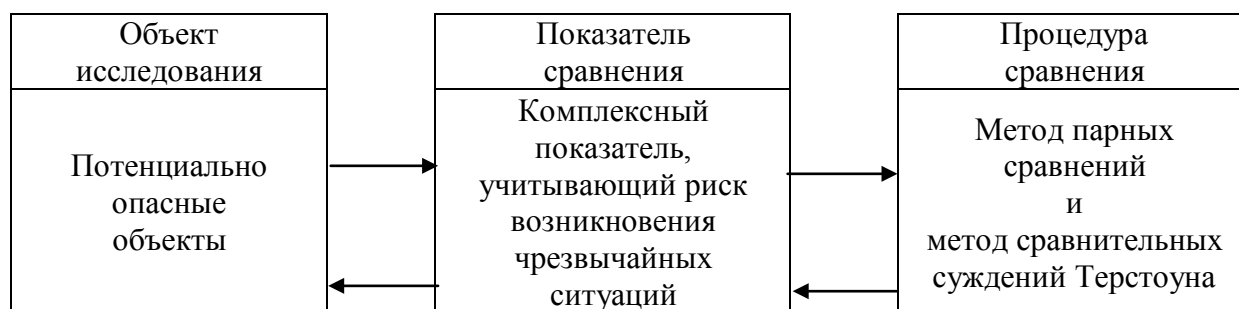 Объект
исследования
Потенциально
опасные
объекты
Показатель
сравнения
Комплексный
показатель,
учитывающий риск
возникновения
чрезвычайных
ситуаций
Процедура
сравнения
Метод парных
сравнений
и
метод сравнительных
суждений Терстоуна